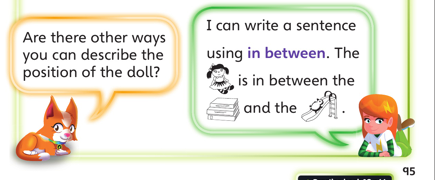 Are there other ways
you can describe the
position of the doll?
I can write a sentence
using in between. The
is in between the
and the .
95